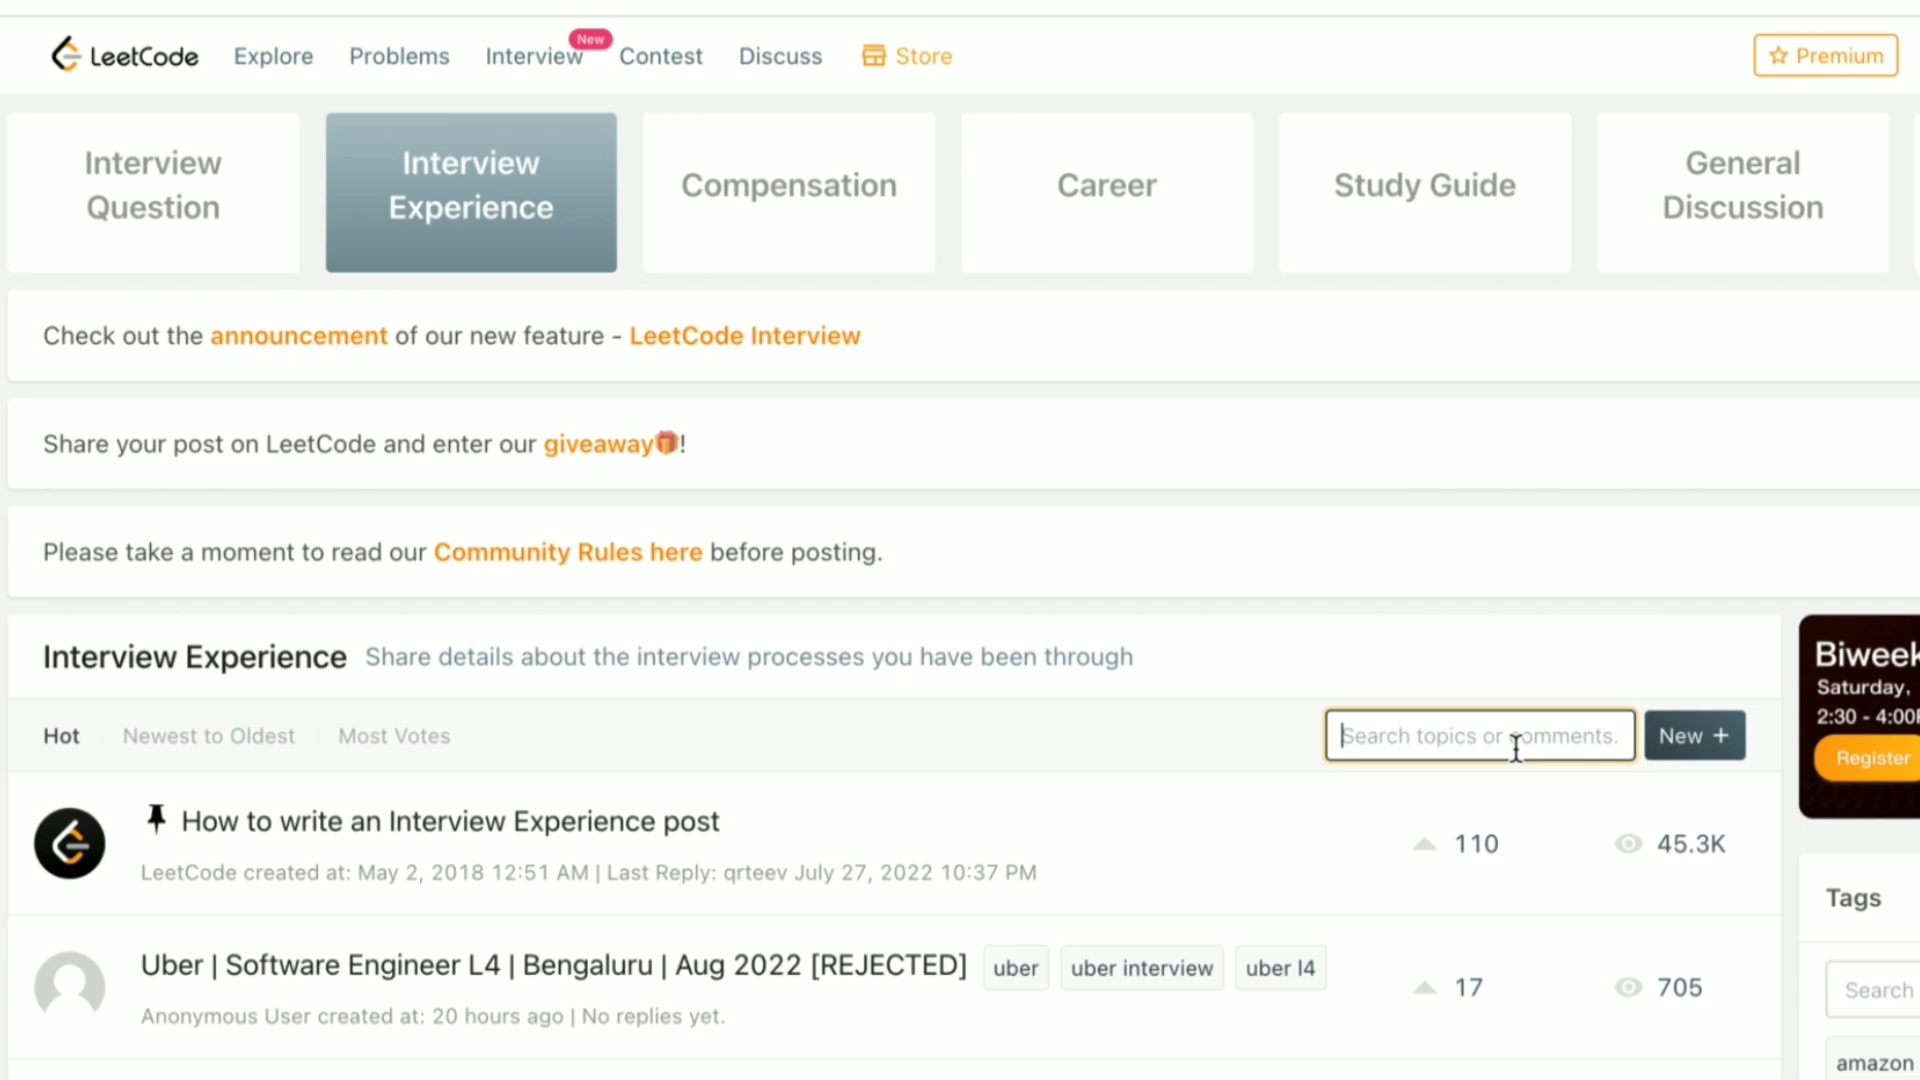 LeetCode Explore Problems Interview New Contest Discuss Store Premium
Interview Question
Interview Experience
Compensation
Career
Study Guide
General Discussion
Check out the announcement of our new feature - LeetCode Interview
Share your post on LeetCode and enter our giveaway🎁!
Please take a moment to read our Community Rules here before posting.
Interview Experience Share details about the interview processes you have been through
Hot Newest to Oldest Most Votes Search topics or comments. New +
How to write an Interview Experience post 110 45.3K
LeetCode created at: May 2, 2018 12:51 AM | Last Reply: qrteev July 27, 2022 10:37 PM
Uber | Software Engineer L4 | Bengaluru | Aug 2022 [REJECTED] uber uber interview uber l4 17 705
Anonymous User created at: 20 hours ago | No replies yet.
Biweek
Saturday,
2:30 - 4:00
Register
Tags
Search
amazon